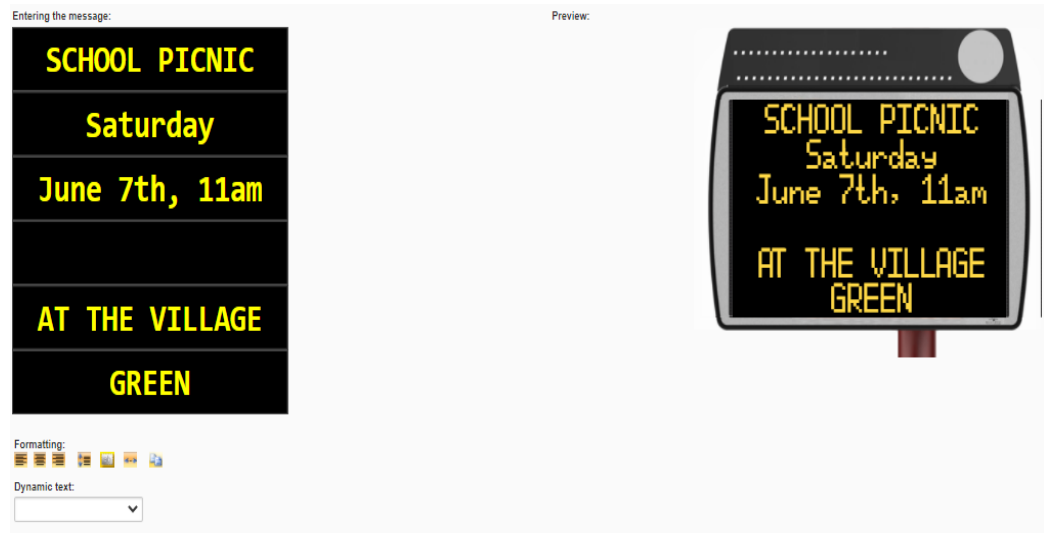 Entering the message:
SCHOOL PICNIC
Saturday
June 7th, 11am
AT THE VILLAGE
GREEN
Formatting:
Dynamic text:
Preview:
SCHOOL PICNIC
Saturday
June 7th, 11am
AT THE VILLAGE
GREEN